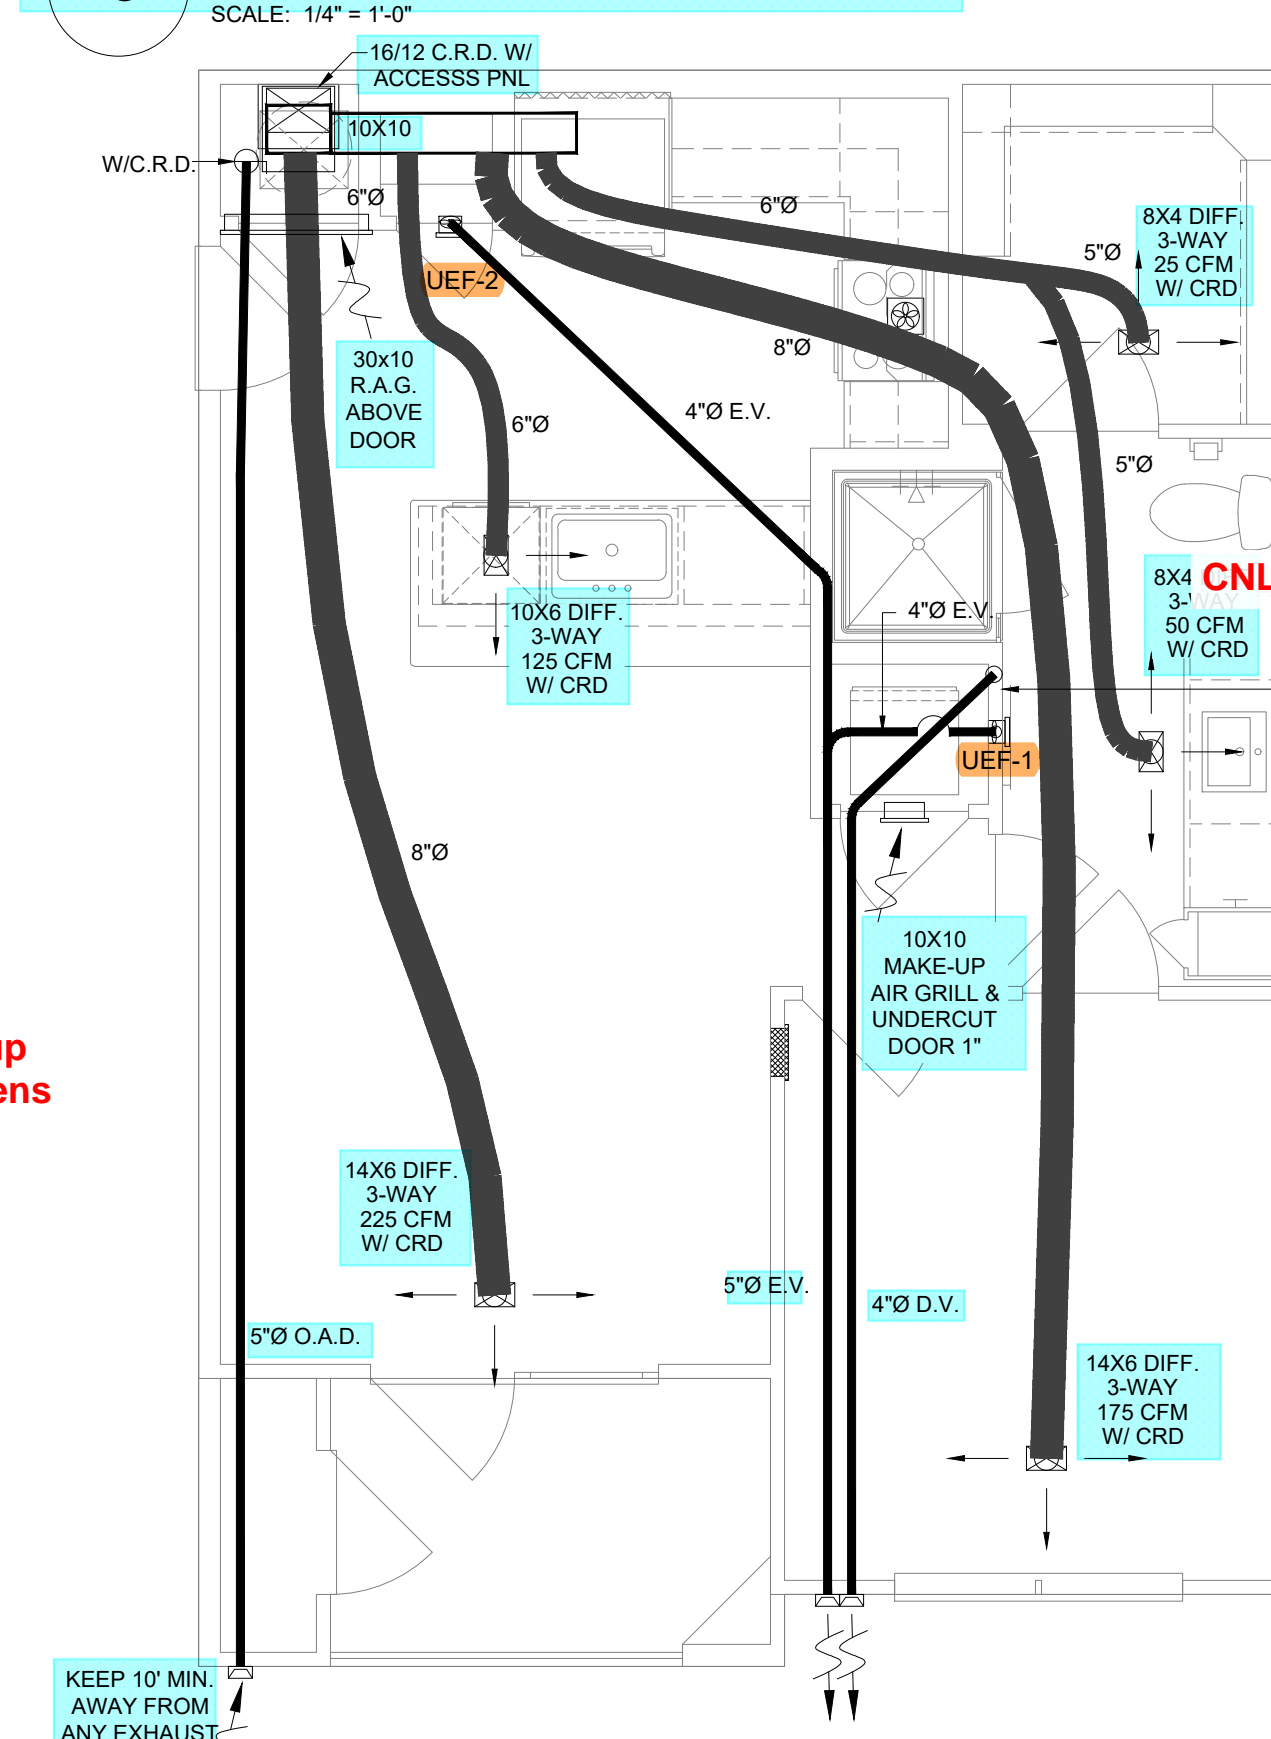 SCALE: 1/4" = 1'-0"
16/12 C.R.D. W/
ACCESSS PNL
10X10
W/C.R.D.
6"Ø
6"Ø
8X4 DIFF.
3-WAY
25 CFM
W/ CRD
5"Ø
UEF-2
30x10
R.A.G.
ABOVE
DOOR
8"Ø
4"Ø E.V.
6"Ø
5"Ø
8X4
3-WAY
50 CFM
W/ CRD
CNL
10X6 DIFF.
3-WAY
125 CFM
W/ CRD
4"Ø E.V.
UEF-1
8"Ø
10X10
MAKE-UP
AIR GRILL &
UNDERCUT
DOOR 1"
up
ens
14X6 DIFF.
3-WAY
225 CFM
W/ CRD
5"Ø E.V.
4"Ø D.V.
5"Ø O.A.D.
14X6 DIFF.
3-WAY
175 CFM
W/ CRD
KEEP 10' MIN.
AWAY FROM
ANY EXHAUST